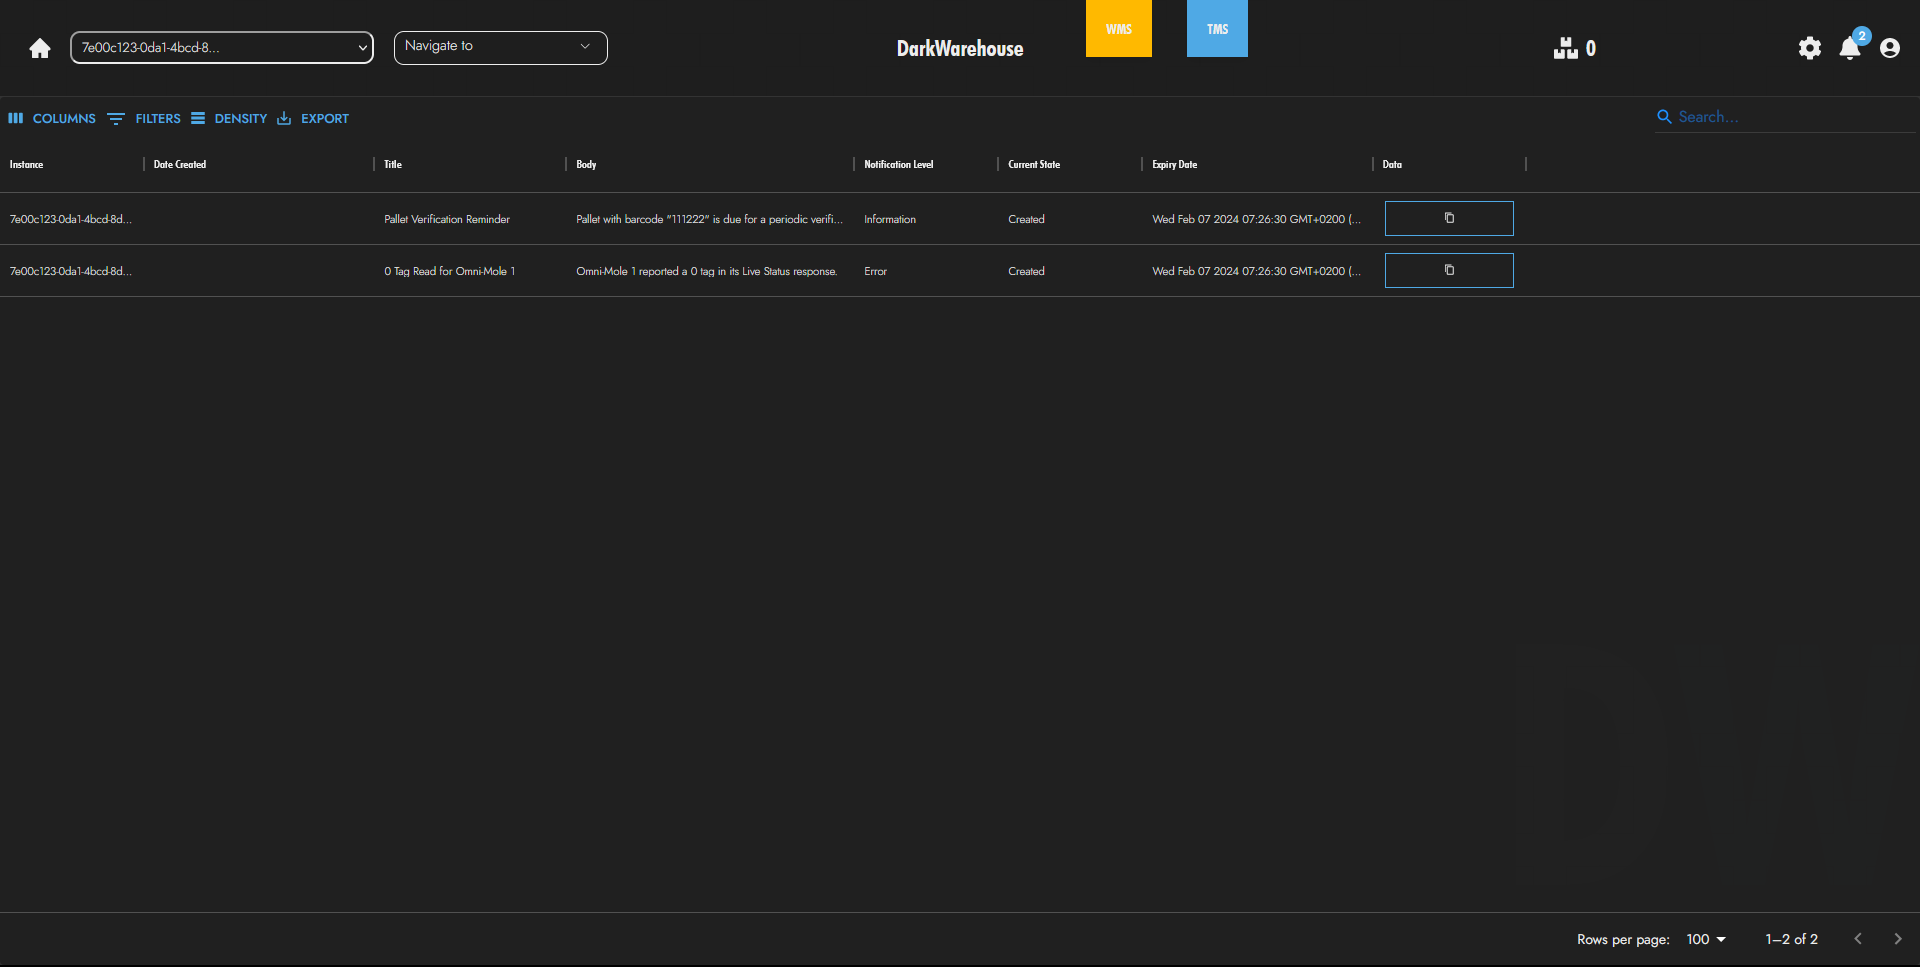 7e00c123-0da1-4bcd-8...
Navigate to
DarkWarehouse
WMS
TMS
0
2
COLUMNS
FILTERS
DENSITY
EXPORT
Search...
Instance
Date Created
Title
Body
Notification Level
Current State
Expiry Date
Data
7e00c123-0da1-4bcd-8d...
Pallet Verification Reminder
Pallet with barcode "111222" is due for a periodic verifi...
Information
Created
Wed Feb 07 2024 07:26:30 GMT+0200 (...
7e00c123-0da1-4bcd-8d...
0 Tag Read for Omni-Mole 1
Omni-Mole 1 reported a 0 tag in its Live Status response.
Error
Created
Wed Feb 07 2024 07:26:30 GMT+0200 (...
DW
Rows per page:
100
1–2 of 2